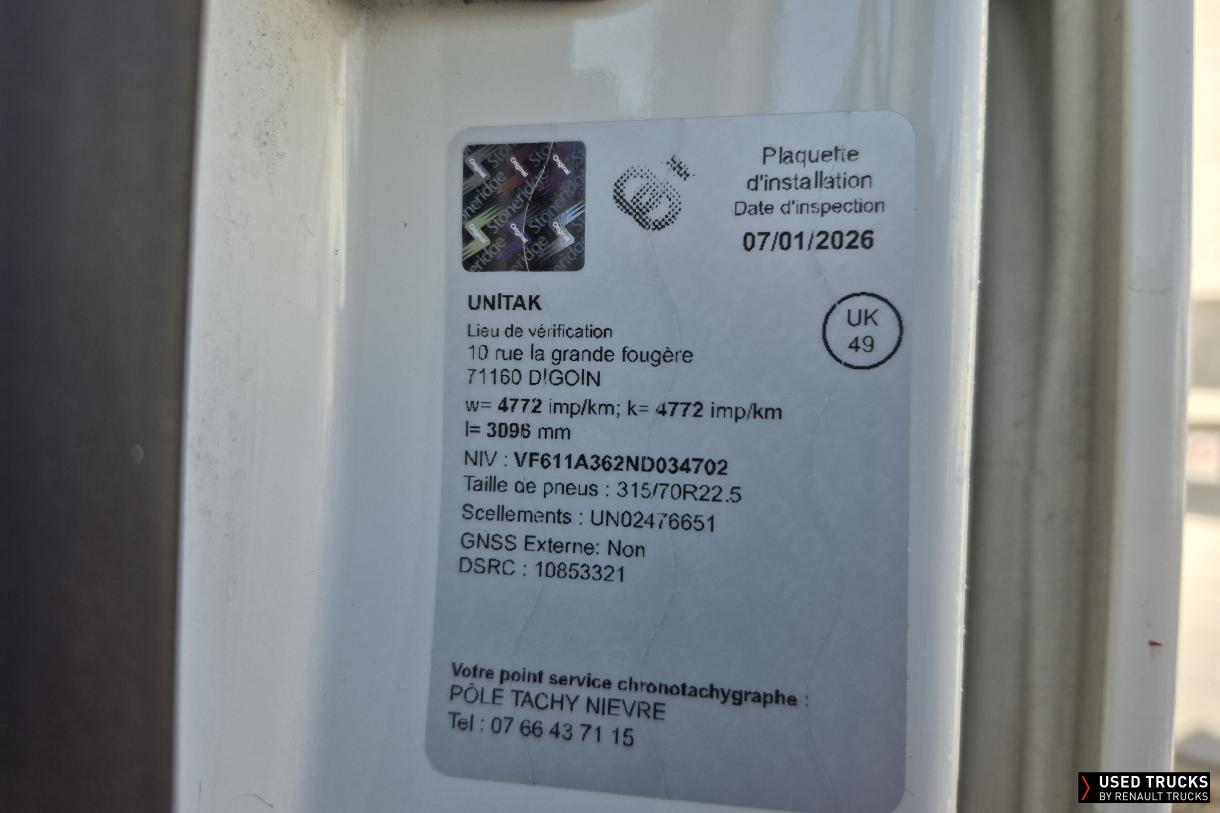 Stoneridge
Original
Plaquette
d'installation
Date d'inspection
07/01/2026
UNITAK
Lieu de vérification
10 rue la grande fougère
71160 DIGOIN
UK
49
w= 4772 imp/km; k= 4772 imp/km
l= 3096 mm
NIV : VF611A362ND034702
Taille de pneus : 315/70R22.5
Scellements : UN02476651
GNSS Externe: Non
DSRC : 10853321
Votre point service chronotachygraphe :
PÔLE TACHY NIEVRE
Tel : 07 66 43 71 15
USED TRUCKS
BY RENAULT TRUCKS